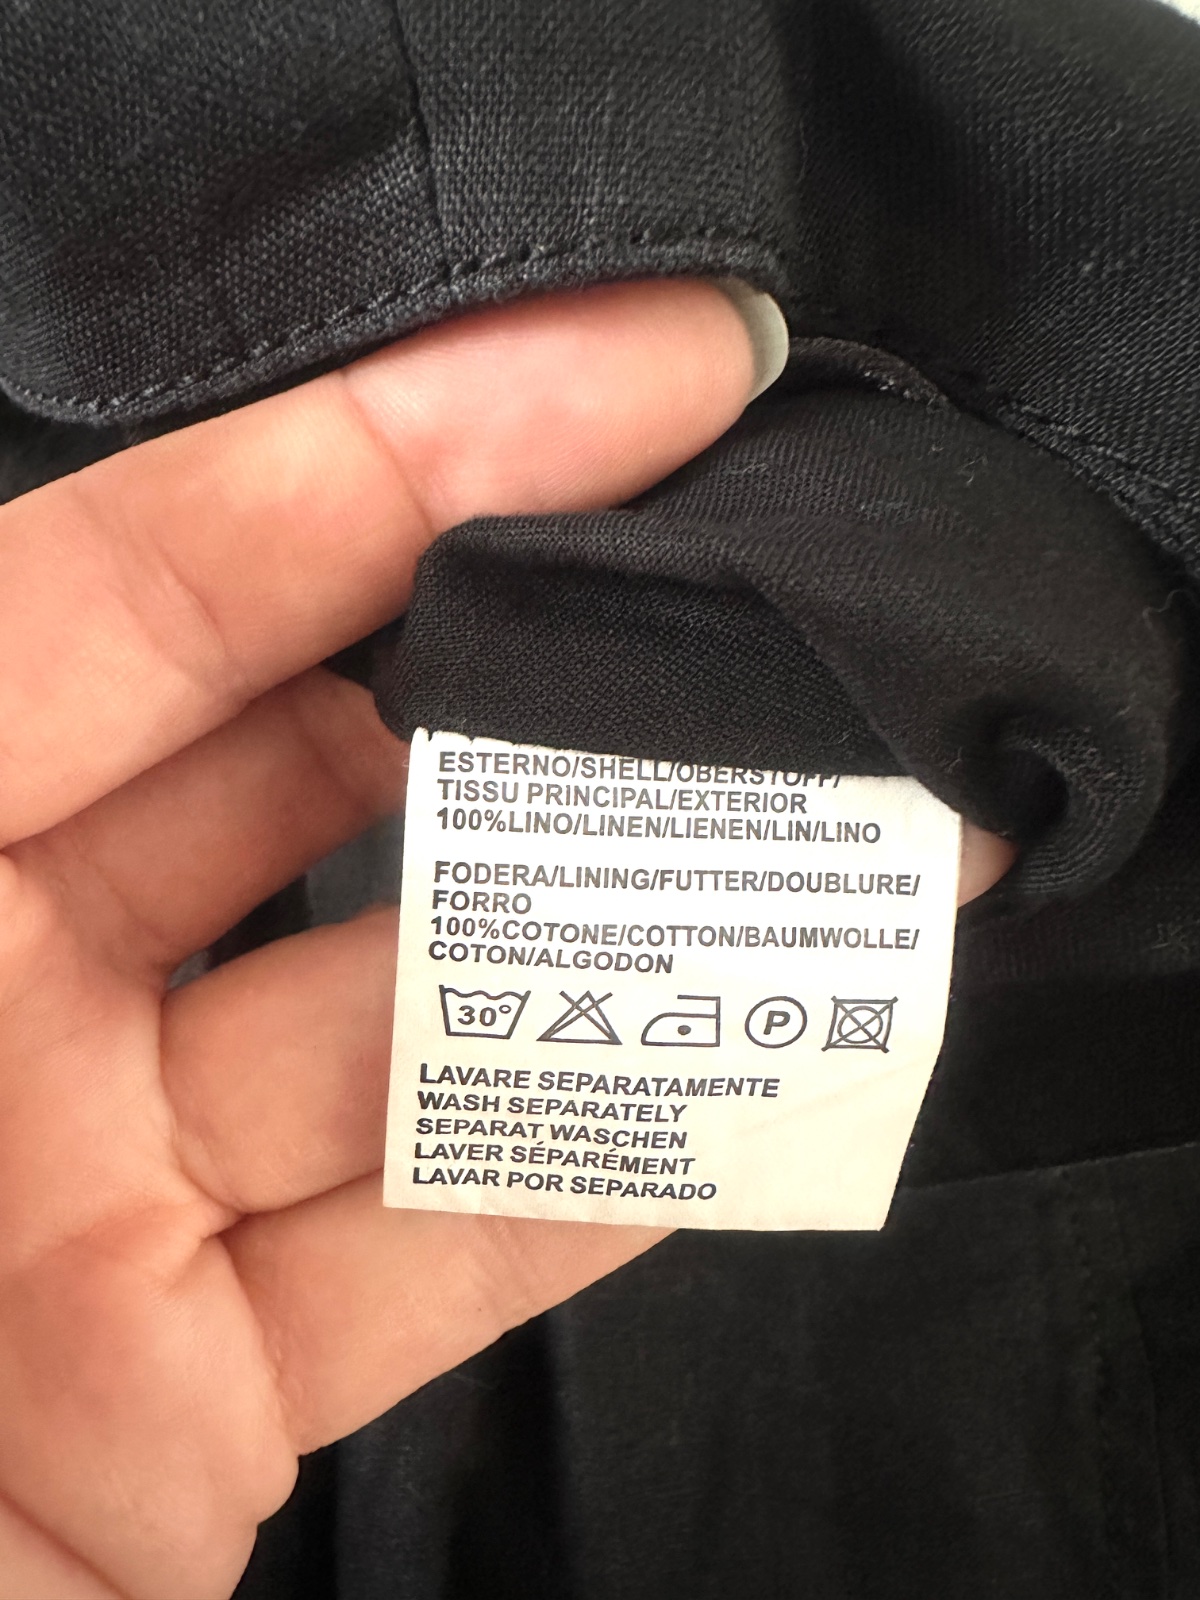 ESTERNO/SHELL/OBERSTOFF/
TISSU PRINCIPAL/EXTERIOR
100%LINO/LINEN/LIENEN/LIN/LINO
FODERA/LINING/FUTTER/DOUBLURE/
FORRO
100%COTONE/COTTON/BAUMWOLLE/
COTON/ALGODON
30° P
LAVARE SEPARATAMENTE
WASH SEPARATELY
SEPARAT WASCHEN
LAVER SÉPARÉMENT
LAVAR POR SEPARADO